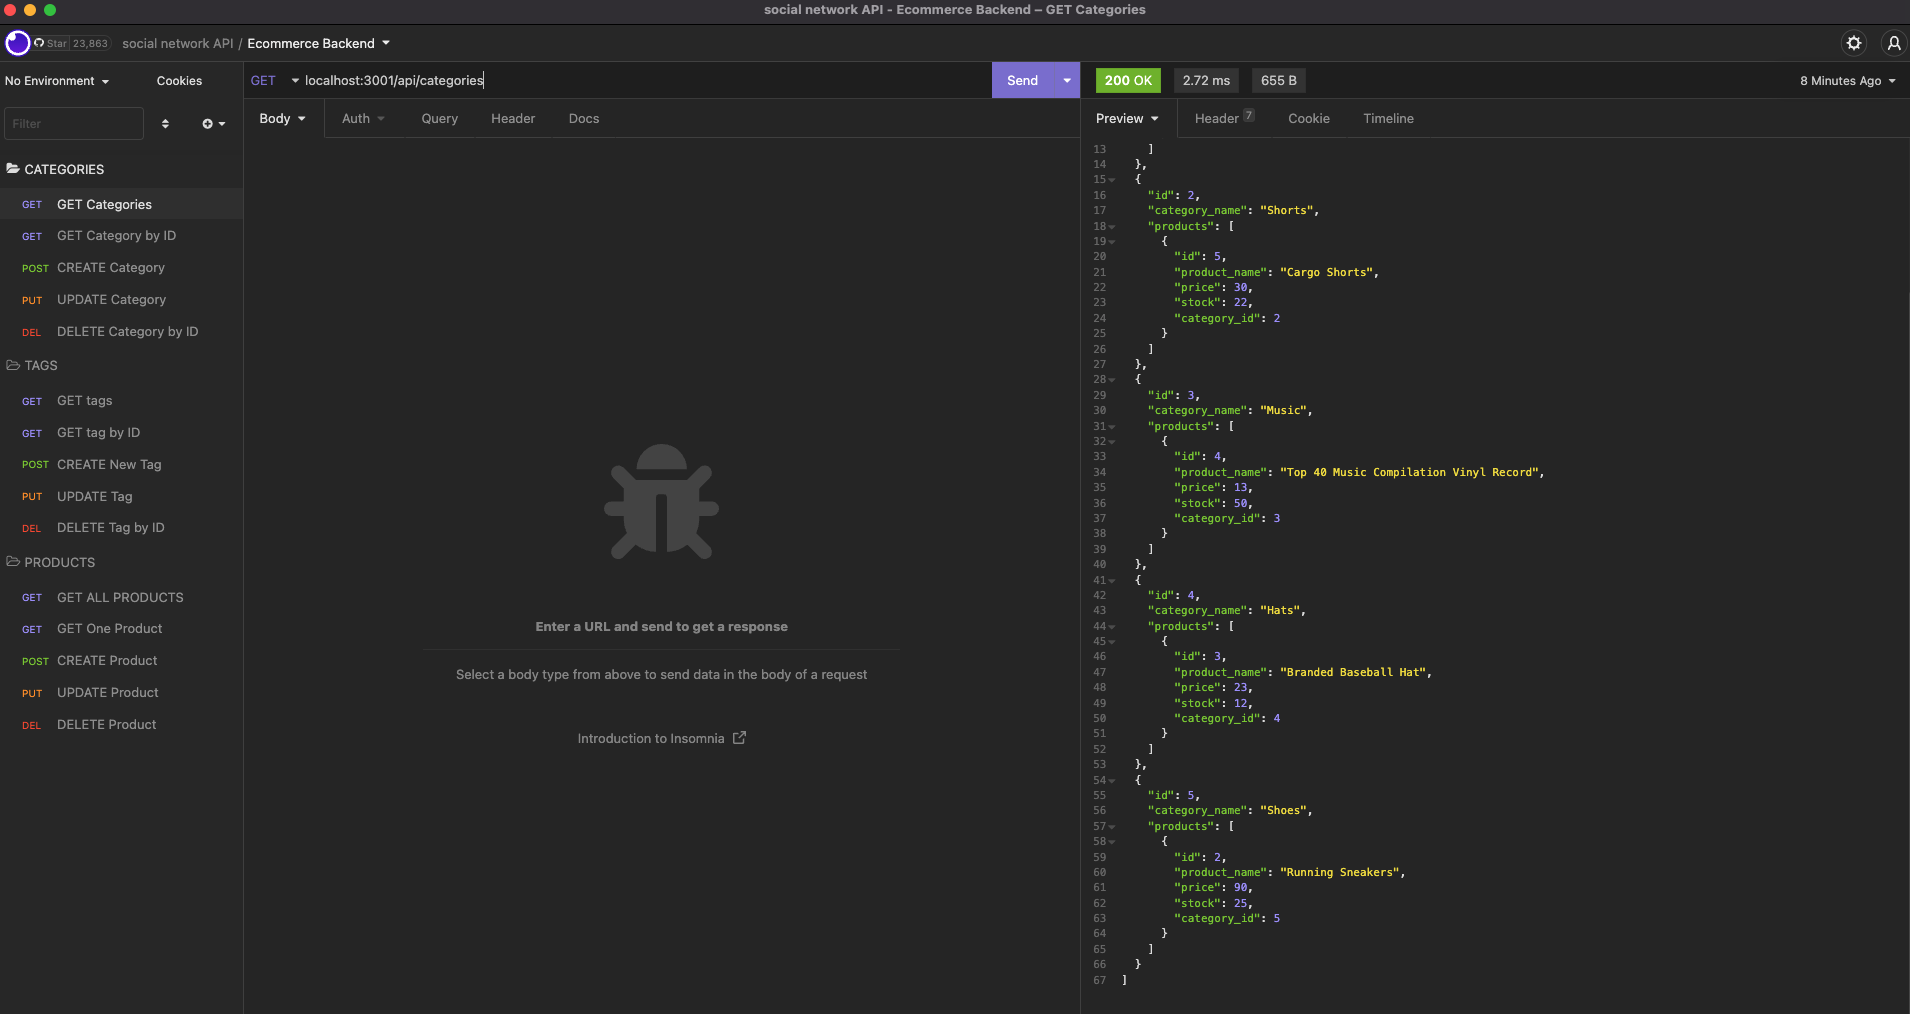 social network API - Ecommerce Backend – GET Categories
Star 23,863 social network API / Ecommerce Backend
No Environment Cookies
Filter
CATEGORIES
GET GET Categories
GET GET Category by ID
POST CREATE Category
PUT UPDATE Category
DEL DELETE Category by ID
TAGS
GET GET tags
GET GET tag by ID
POST CREATE New Tag
PUT UPDATE Tag
DEL DELETE Tag by ID
PRODUCTS
GET GET ALL PRODUCTS
GET GET One Product
POST CREATE Product
PUT UPDATE Product
DEL DELETE Product
GET localhost:3001/api/categories Send
Body Auth Query Header Docs
Enter a URL and send to get a response
Select a body type from above to send data in the body of a request
Introduction to Insomnia
200 OK 2.72 ms 655 B 8 Minutes Ago
Preview Header 7 Cookie Timeline
13 ]
14 },
15 {
16 "id": 2,
17 "category_name": "Shorts",
18 "products": [
19 {
20 "id": 5,
21 "product_name": "Cargo Shorts",
22 "price": 30,
23 "stock": 22,
24 "category_id": 2
25 }
26 ]
27 },
28 {
29 "id": 3,
30 "category_name": "Music",
31 "products": [
32 {
33 "id": 4,
34 "product_name": "Top 40 Music Compilation Vinyl Record",
35 "price": 13,
36 "stock": 50,
37 "category_id": 3
38 }
39 ]
40 },
41 {
42 "id": 4,
43 "category_name": "Hats",
44 "products": [
45 {
46 "id": 3,
47 "product_name": "Branded Baseball Hat",
48 "price": 23,
49 "stock": 12,
50 "category_id": 4
51 }
52 ]
53 },
54 {
55 "id": 5,
56 "category_name": "Shoes",
57 "products": [
58 {
59 "id": 2,
60 "product_name": "Running Sneakers",
61 "price": 90,
62 "stock": 25,
63 "category_id": 5
64 }
65 ]
66 }
67 ]